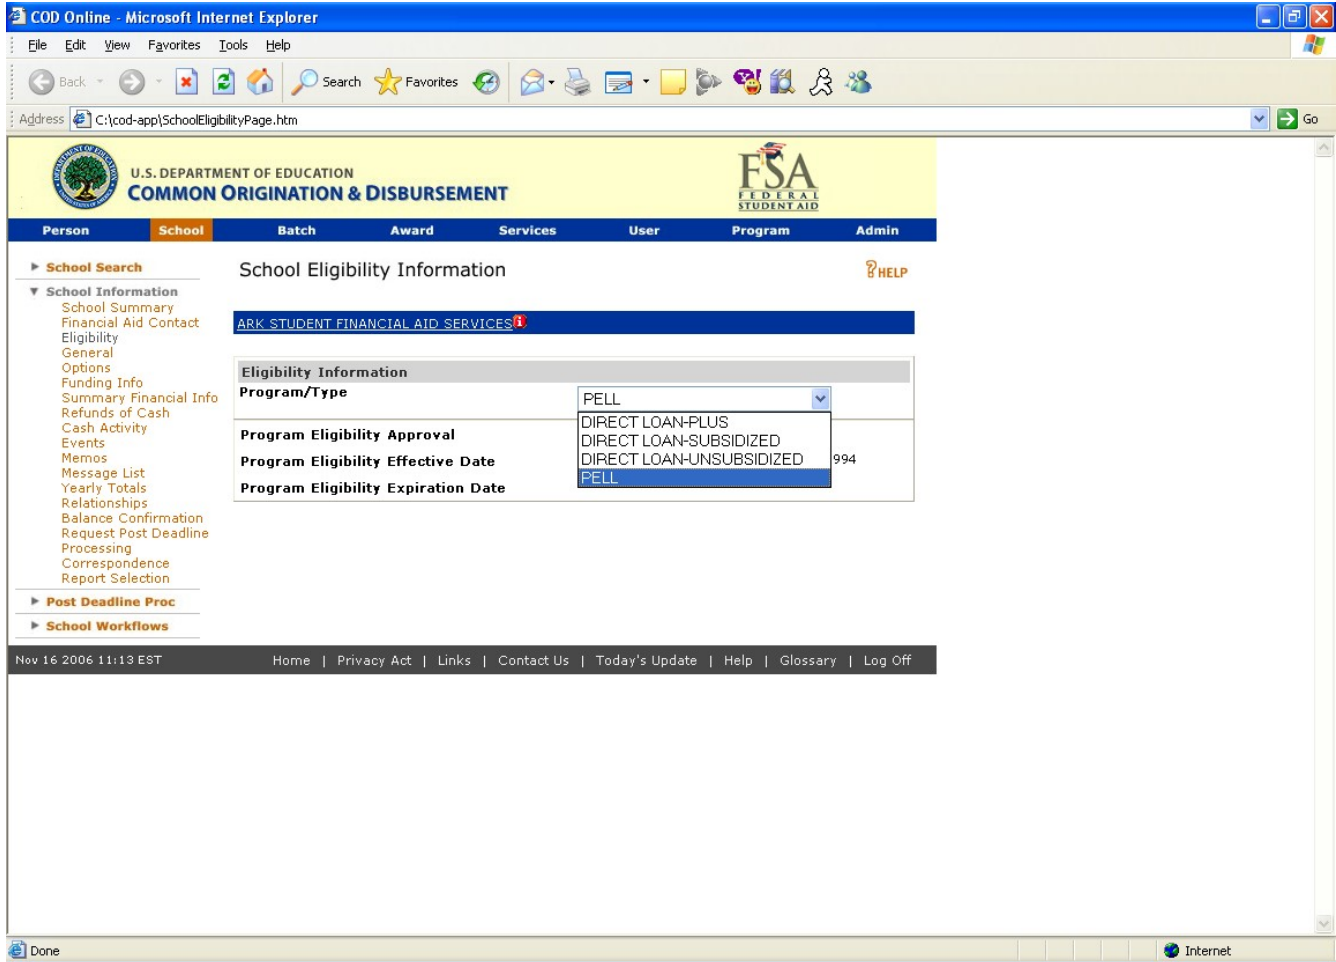 COD Online - Microsoft Internet Explorer
File Edit View Favorites Tools Help
Back Search Favorites
Address C:\cod-app\SchoolEligibilityPage.htm Go
U.S. DEPARTMENT OF EDUCATION
COMMON ORIGINATION & DISBURSEMENT
FSA
FEDERAL
STUDENT AID
Person School Batch Award Services User Program Admin
School Search
School Eligibility Information
HELP
School Information
School Summary
Financial Aid Contact
Eligibility
General
Options
Funding Info
Summary Financial Info
Refunds of Cash
Cash Activity
Events
Memos
Message List
Yearly Totals
Relationships
Balance Confirmation
Request Post Deadline
Processing
Correspondence
Report Selection
Post Deadline Proc
School Workflows
ARK STUDENT FINANCIAL AID SERVICES
Eligibility Information
Program/Type PELL
DIRECT LOAN-PLUS
DIRECT LOAN-SUBSIDIZED
DIRECT LOAN-UNSUBSIDIZED
PELL
Program Eligibility Approval
Program Eligibility Effective Date 994
Program Eligibility Expiration Date
Nov 16 2006 11:13 EST Home | Privacy Act | Links | Contact Us | Today's Update | Help | Glossary | Log Off
Done Internet